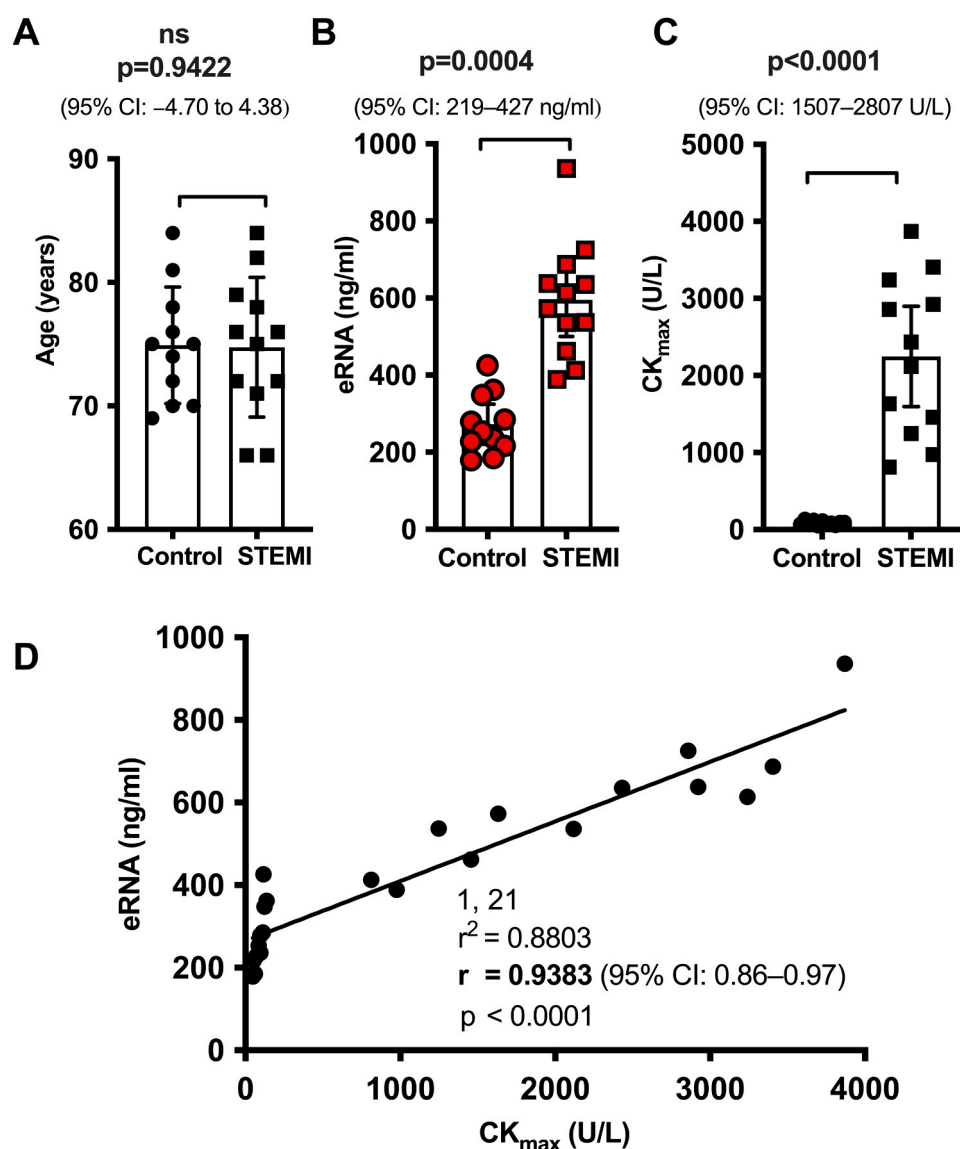 A
ns
p=0.9422
(95% CI: −4.70 to 4.38)
90
80
70
60
Age (years)
Control STEMI
B
p=0.0004
(95% CI: 219–427 ng/ml)
1000
800
600
400
200
0
eRNA (ng/ml)
Control STEMI
C
p<0.0001
(95% CI: 1507–2807 U/L)
5000
4000
3000
2000
1000
0
CKmax (U/L)
Control STEMI
D
1000
800
600
400
200
0
eRNA (ng/ml)
1, 21
r² = 0.8803
r = 0.9383 (95% CI: 0.86–0.97)
p < 0.0001
0 1000 2000 3000 4000
CKmax (U/L)